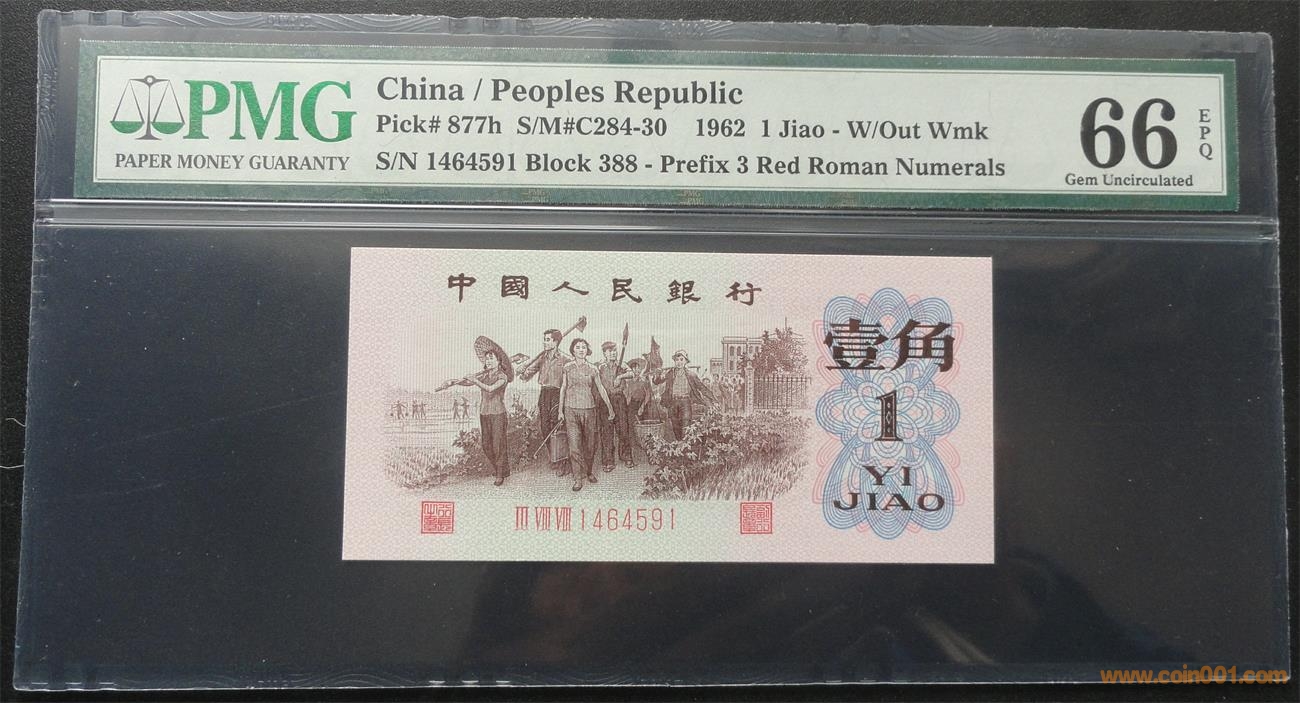 PMG
PAPER MONEY GUARANTY
China / Peoples Republic
Pick# 877h S/M#C284-30 1962 1 Jiao - W/Out Wmk
S/N 1464591 Block 388 - Prefix 3 Red Roman Numerals
66
EPQ
Gem Uncirculated
中國人民銀行
壹角
1
YI
JIAO
III VIII VIII 1464591
www.coin001.com